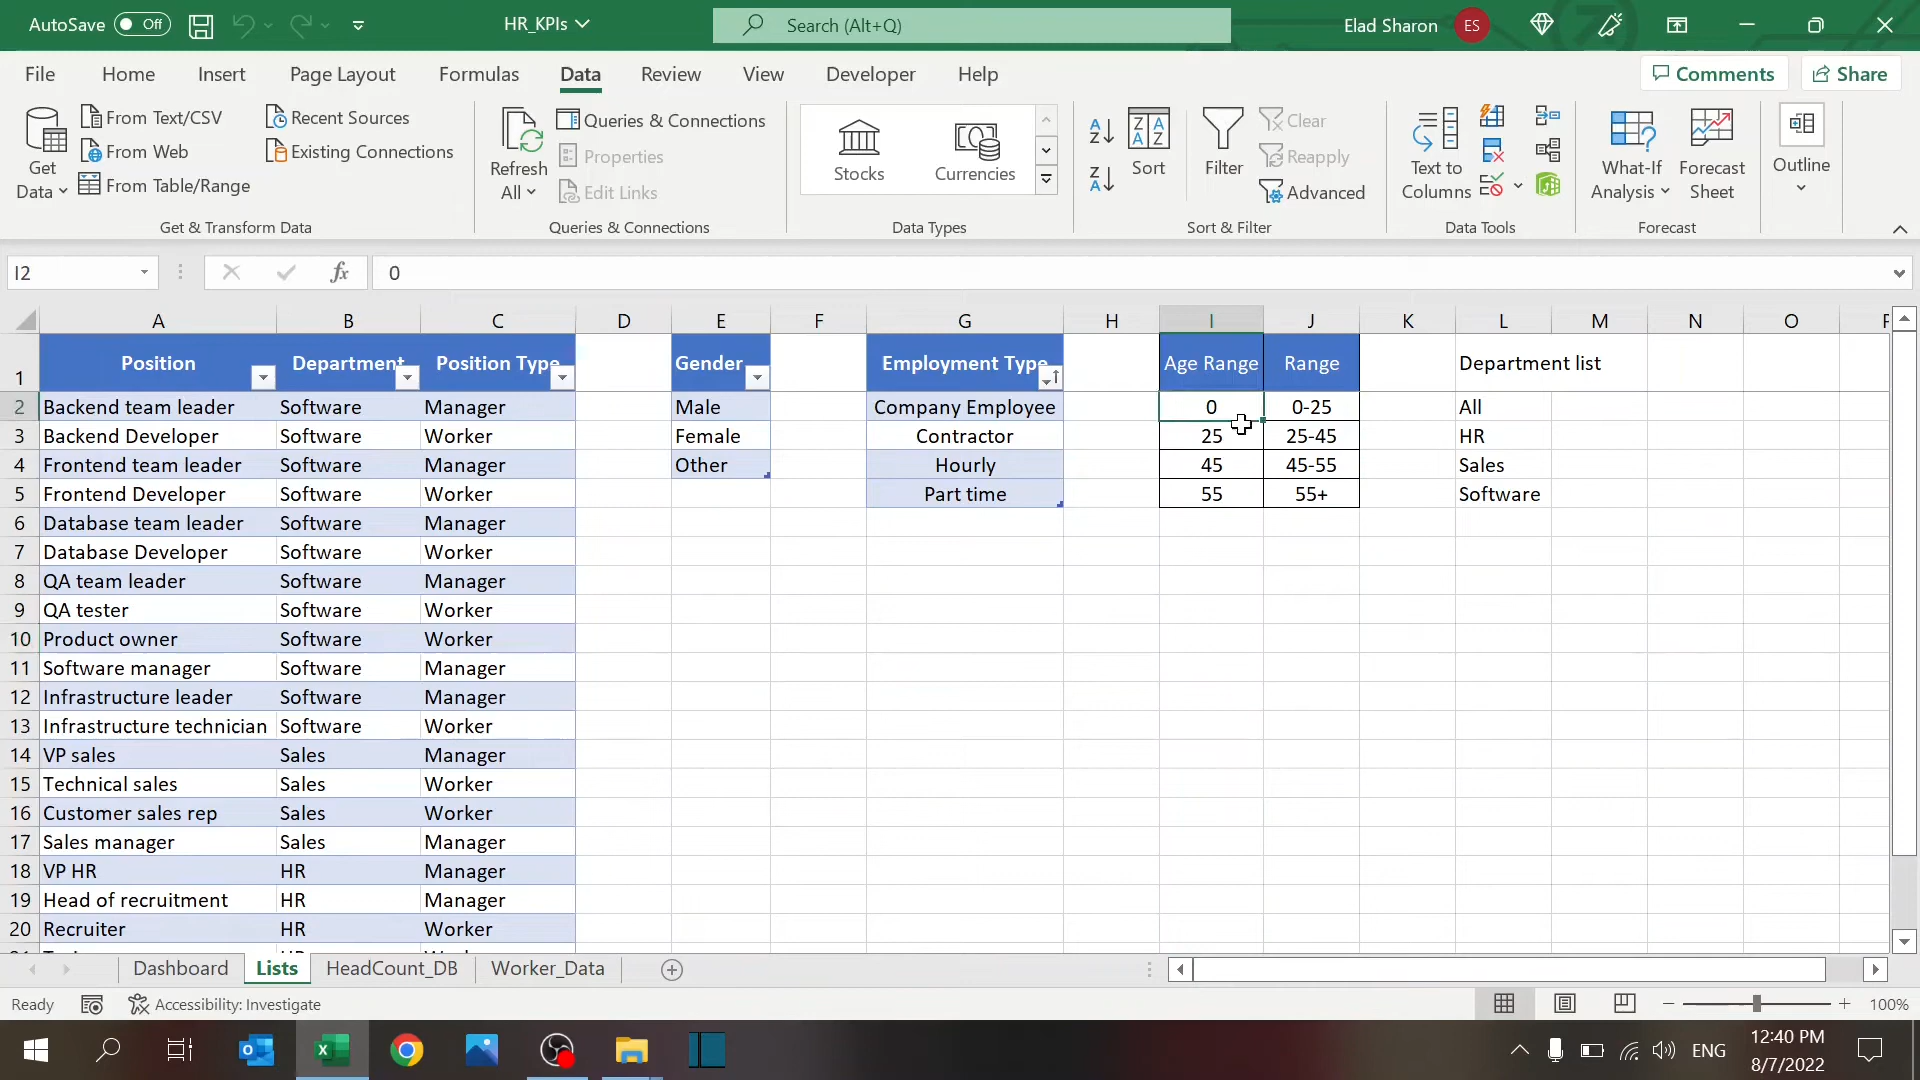 AutoSave Off HR_KPIs Search (Alt+Q) Elad Sharon ES
File Home Insert Page Layout Formulas Data Review View Developer Help Comments Share
Get Data From Text/CSV From Web From Table/Range Recent Sources Existing Connections
Refresh All Queries & Connections Properties Edit Links
Stocks Currencies
Sort Filter Clear Reapply Advanced
Text to Columns
What-If Analysis Forecast Sheet
Outline
Get & Transform Data Queries & Connections Data Types Sort & Filter Data Tools Forecast
I2 fx 0
A B C D E F G H I J K L M N O
1 Position Department Position Type Gender Employment Type Age Range Range Department list
2 Backend team leader Software Manager Male Company Employee 0 0-25 All
3 Backend Developer Software Worker Female Contractor 25 25-45 HR
4 Frontend team leader Software Manager Other Hourly 45 45-55 Sales
5 Frontend Developer Software Worker Part time 55 55+ Software
6 Database team leader Software Manager
7 Database Developer Software Worker
8 QA team leader Software Manager
9 QA tester Software Worker
10 Product owner Software Worker
11 Software manager Software Manager
12 Infrastructure leader Software Manager
13 Infrastructure technician Software Worker
14 VP sales Sales Manager
15 Technical sales Sales Worker
16 Customer sales rep Sales Worker
17 Sales manager Sales Manager
18 VP HR HR Manager
19 Head of recruitment HR Manager
20 Recruiter HR Worker
Dashboard Lists HeadCount_DB Worker_Data
Ready Accessibility: Investigate 100%
ENG 12:40 PM
8/7/2022